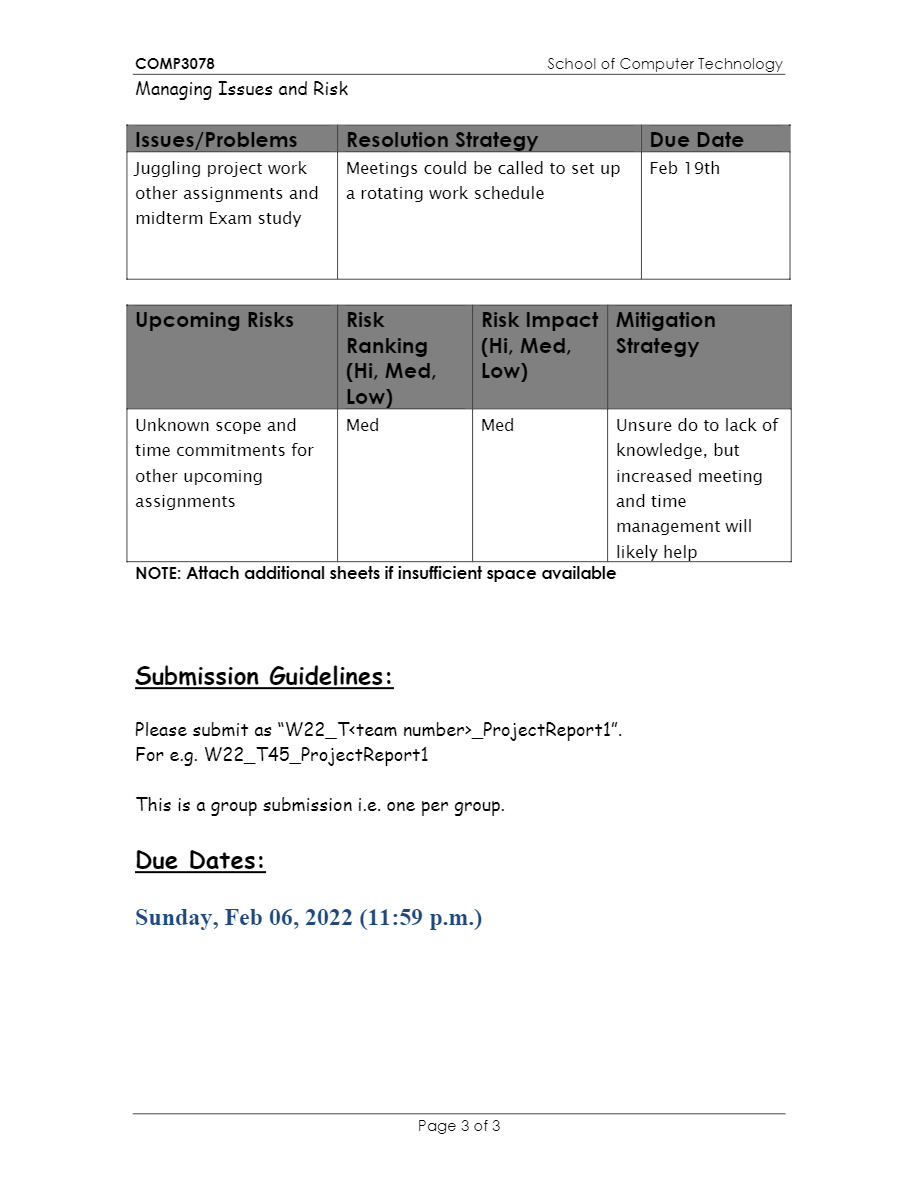 COMP3078 School of Computer Technology
Managing Issues and Risk
Issues/Problems Resolution Strategy Due Date
Juggling project work Meetings could be called to set up Feb 19th
other assignments and a rotating work schedule
midterm Exam study
Upcoming Risks Risk Risk Impact Mitigation
Ranking (Hi, Med, Strategy
(Hi, Med, Low)
Low)
Unknown scope and Med Med Unsure do to lack of
time commitments for knowledge, but
other upcoming increased meeting
assignments and time
management will
likely help
NOTE: Attach additional sheets if insufficient space available
Submission Guidelines:
Please submit as “W22_T<team number>_ProjectReport1”.
For e.g. W22_T45_ProjectReport1
This is a group submission i.e. one per group.
Due Dates:
Sunday, Feb 06, 2022 (11:59 p.m.)
Page 3 of 3